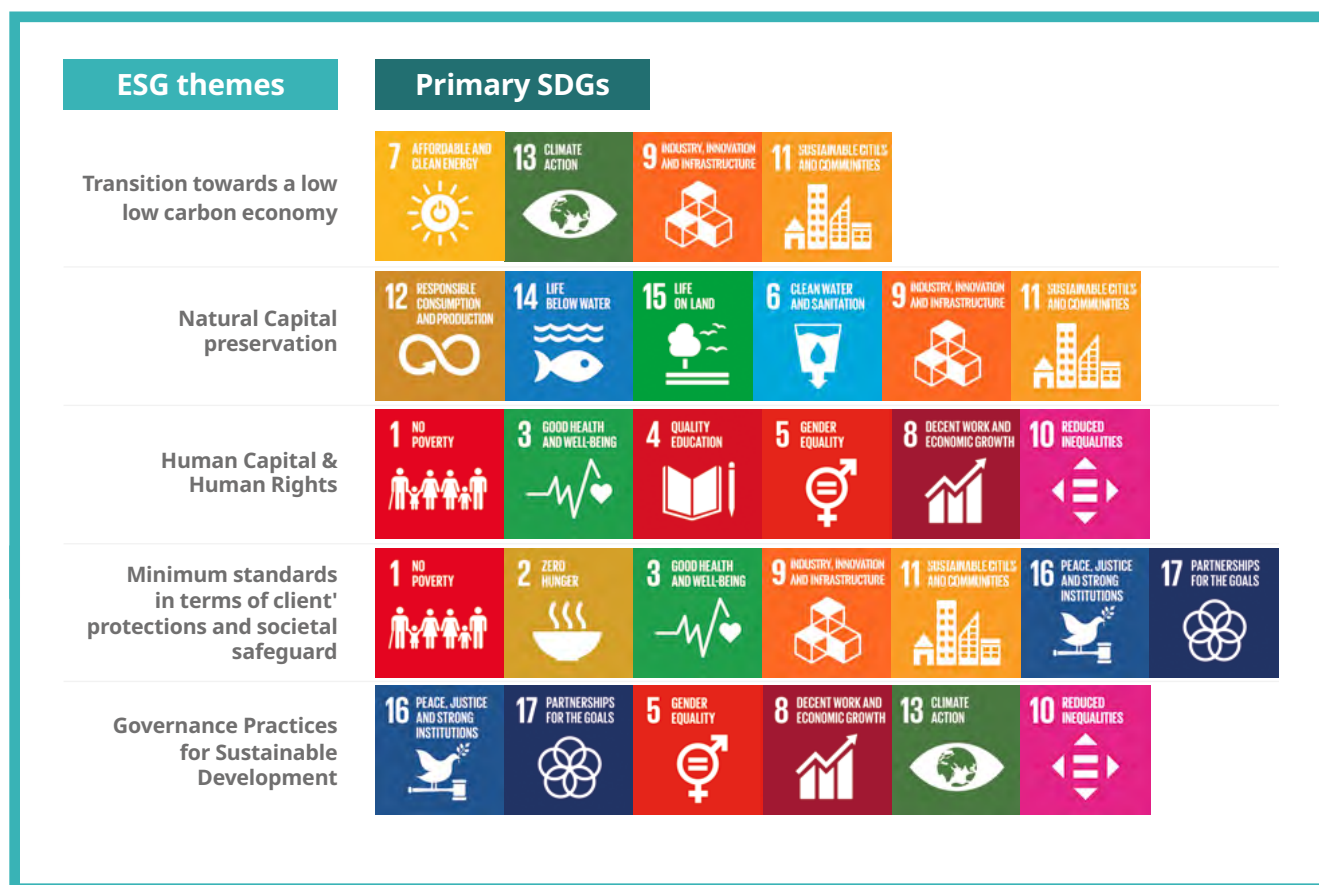 ESG themes
Primary SDGs
Transition towards a low
low carbon economy
7 AFFORDABLE AND
CLEAN ENERGY
13 CLIMATE
ACTION
9 INDUSTRY, INNOVATION
AND INFRASTRUCTURE
11 SUSTAINABLE CITIES
AND COMMUNITIES
Natural Capital
preservation
12 RESPONSIBLE
CONSUMPTION
AND PRODUCTION
14 LIFE
BELOW WATER
15 LIFE
ON LAND
6 CLEAN WATER
AND SANITATION
9 INDUSTRY, INNOVATION
AND INFRASTRUCTURE
11 SUSTAINABLE CITIES
AND COMMUNITIES
Human Capital &
Human Rights
1 NO
POVERTY
3 GOOD HEALTH
AND WELL-BEING
4 QUALITY
EDUCATION
5 GENDER
EQUALITY
8 DECENT WORK AND
ECONOMIC GROWTH
10 REDUCED
INEQUALITIES
Minimum standards
in terms of client'
protections and societal
safeguard
1 NO
POVERTY
2 ZERO
HUNGER
3 GOOD HEALTH
AND WELL-BEING
9 INDUSTRY, INNOVATION
AND INFRASTRUCTURE
11 SUSTAINABLE CITIES
AND COMMUNITIES
16 PEACE, JUSTICE
AND STRONG
INSTITUTIONS
17 PARTNERSHIPS
FOR THE GOALS
Governance Practices
for Sustainable
Development
16 PEACE, JUSTICE
AND STRONG
INSTITUTIONS
17 PARTNERSHIPS
FOR THE GOALS
5 GENDER
EQUALITY
8 DECENT WORK AND
ECONOMIC GROWTH
13 CLIMATE
ACTION
10 REDUCED
INEQUALITIES